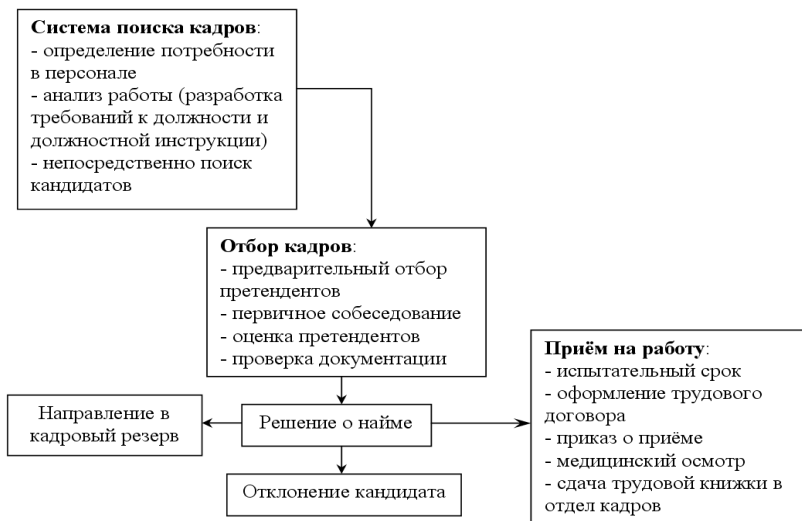 Система поиска кадров:
- определение потребности
в персонале
- анализ работы (разработка
требований к должности и
должностной инструкции)
- непосредственно поиск
кандидатов
Отбор кадров:
- предварительный отбор
претендентов
- первичное собеседование
- оценка претендентов
- проверка документации
Направление в
кадровый резерв
Решение о найме
Отклонение кандидата
Приём на работу:
- испытательный срок
- оформление трудового
договора
- приказ о приёме
- медицинский осмотр
- сдача трудовой книжки в
отдел кадров